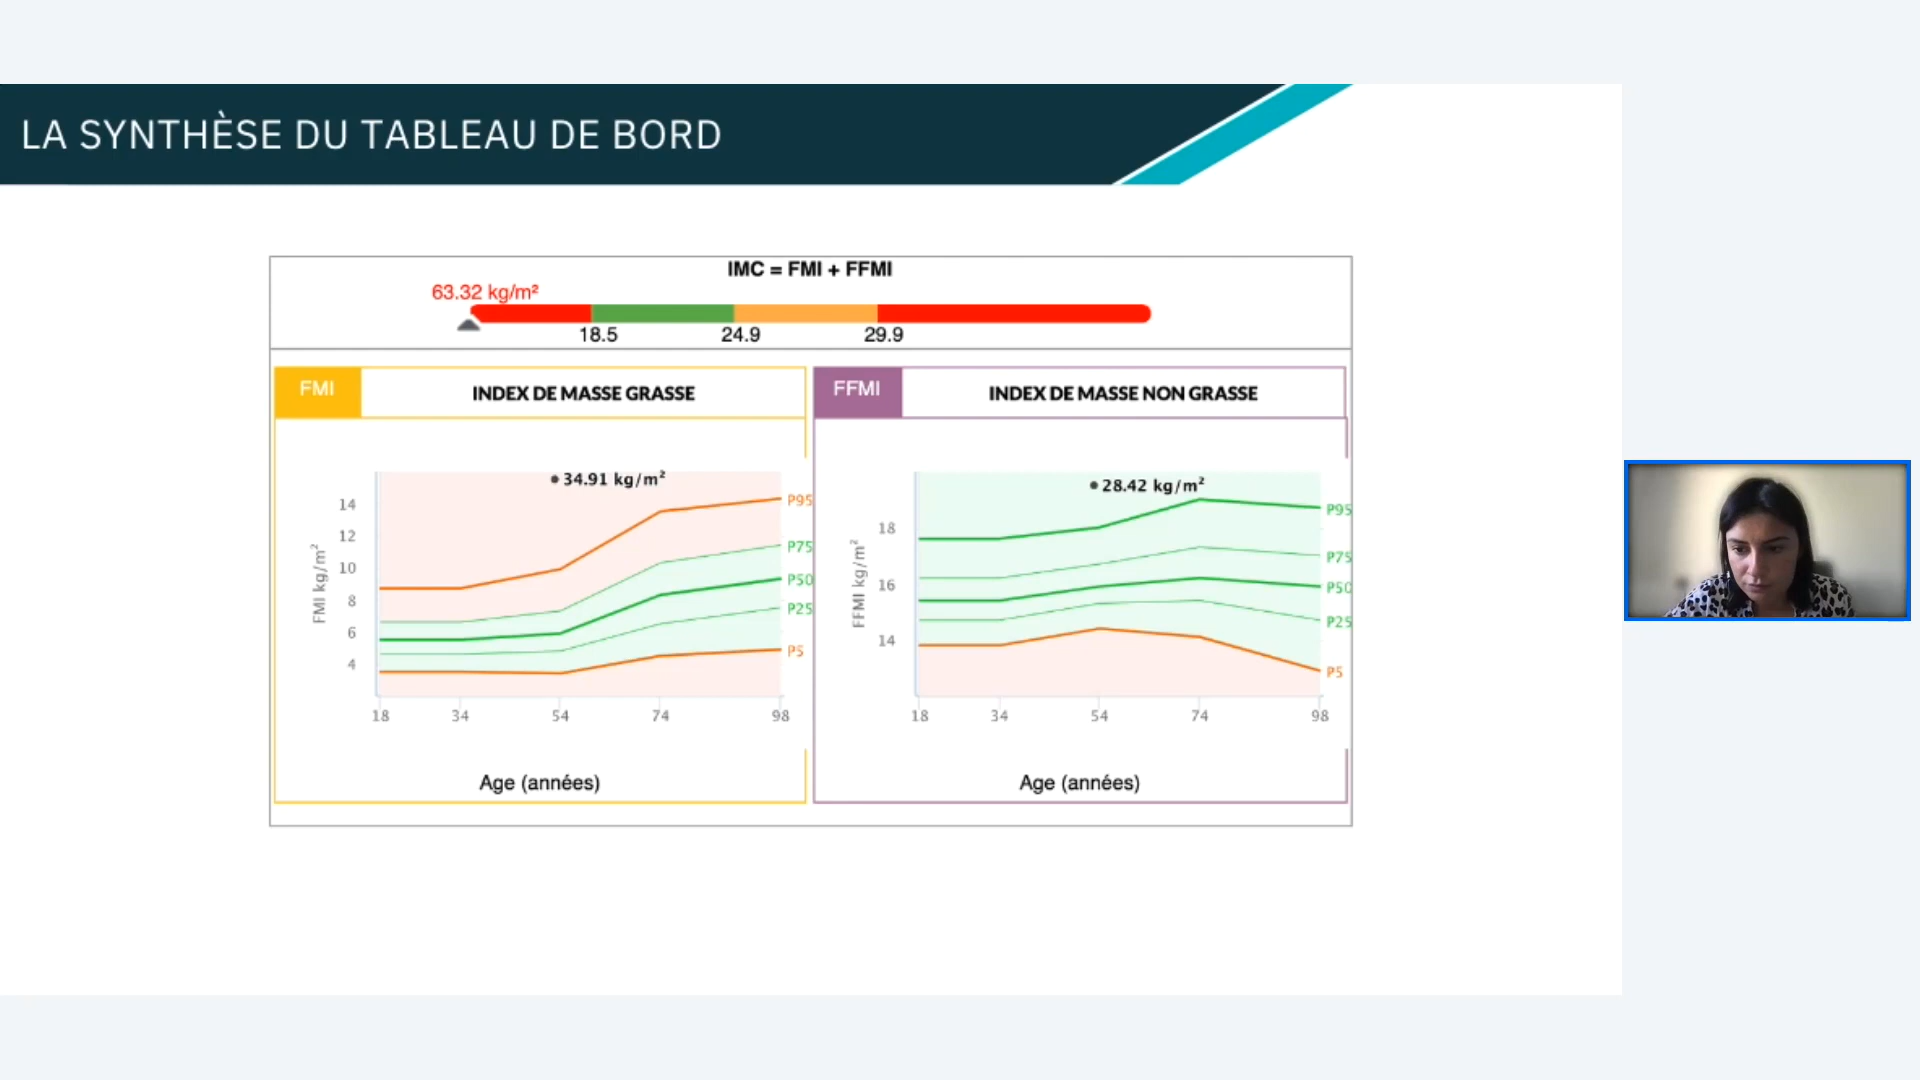 LA SYNTHÈSE DU TABLEAU DE BORD
IMC = FMI + FFMI
63.32 kg/m²
18.5 24.9 29.9
FMI INDEX DE MASSE GRASSE
34.91 kg/m²
14
12
10
8
6
4
FMI kg/m²
P95
P75
P50
P25
P5
18 34 54 74 98
Age (années)
FFMI INDEX DE MASSE NON GRASSE
28.42 kg/m²
18
16
14
FFMI kg/m²
P95
P75
P50
P25
P5
18 34 54 74 98
Age (années)